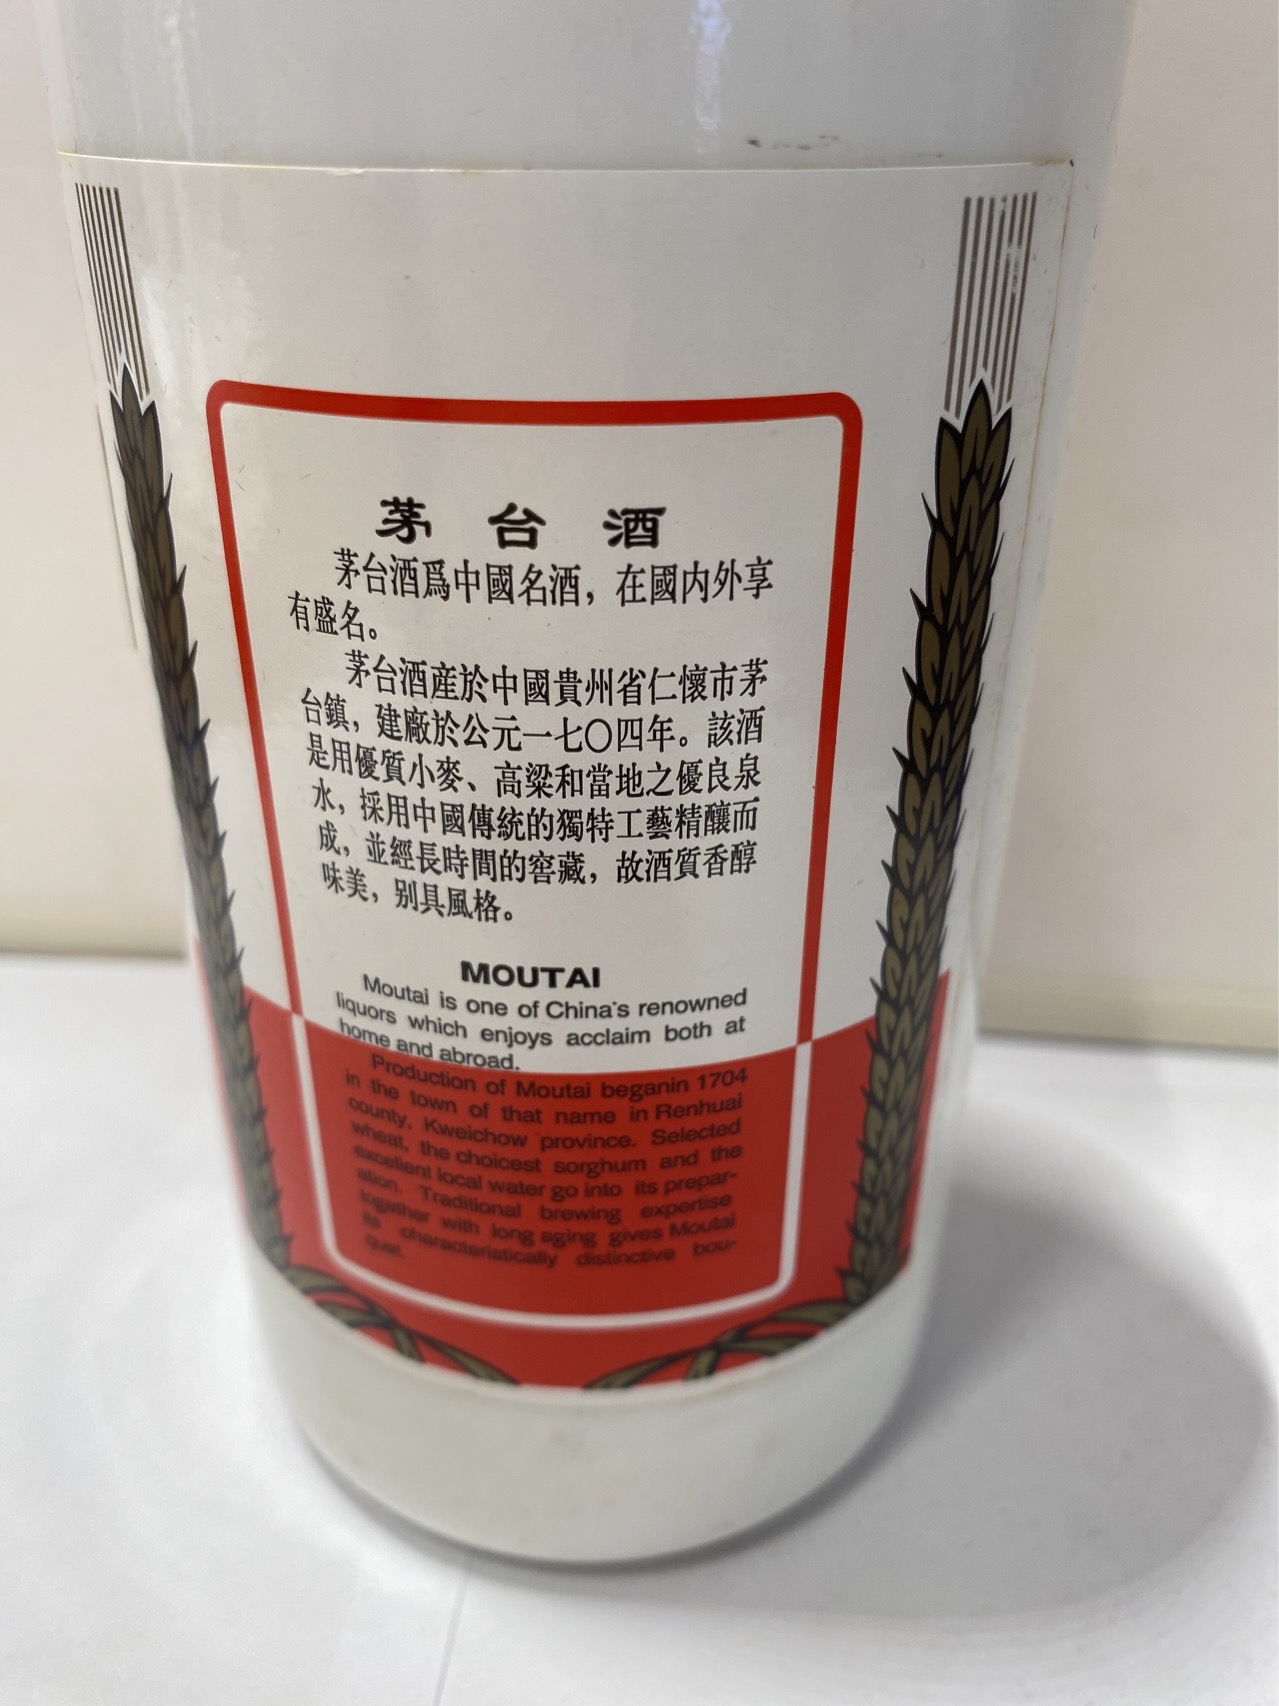 茅台酒
茅台酒爲中國名酒，在國内外享
有盛名。
茅台酒産於中國貴州省仁懷市茅
台鎮，建廠於公元一七〇四年。該酒
是用優質小麥、高粱和當地之優良泉
水，採用中國傳統的獨特工藝精釀而
成，並經長時間的窖藏，故酒質香醇
味美，别具風格。
MOUTAI
Moutai is one of China's renowned
liquors which enjoys acclaim both at
home and abroad.
Production of Moutai beganin 1704
in the town of that name in Renhuai
county, Kweichow province. Selected
wheat, the choicest sorghum and the
excellent local water go into its prepar-
ation. Traditional brewing expertise
together with long aging gives Moutai
its characteristically distinctive bou-
quet.